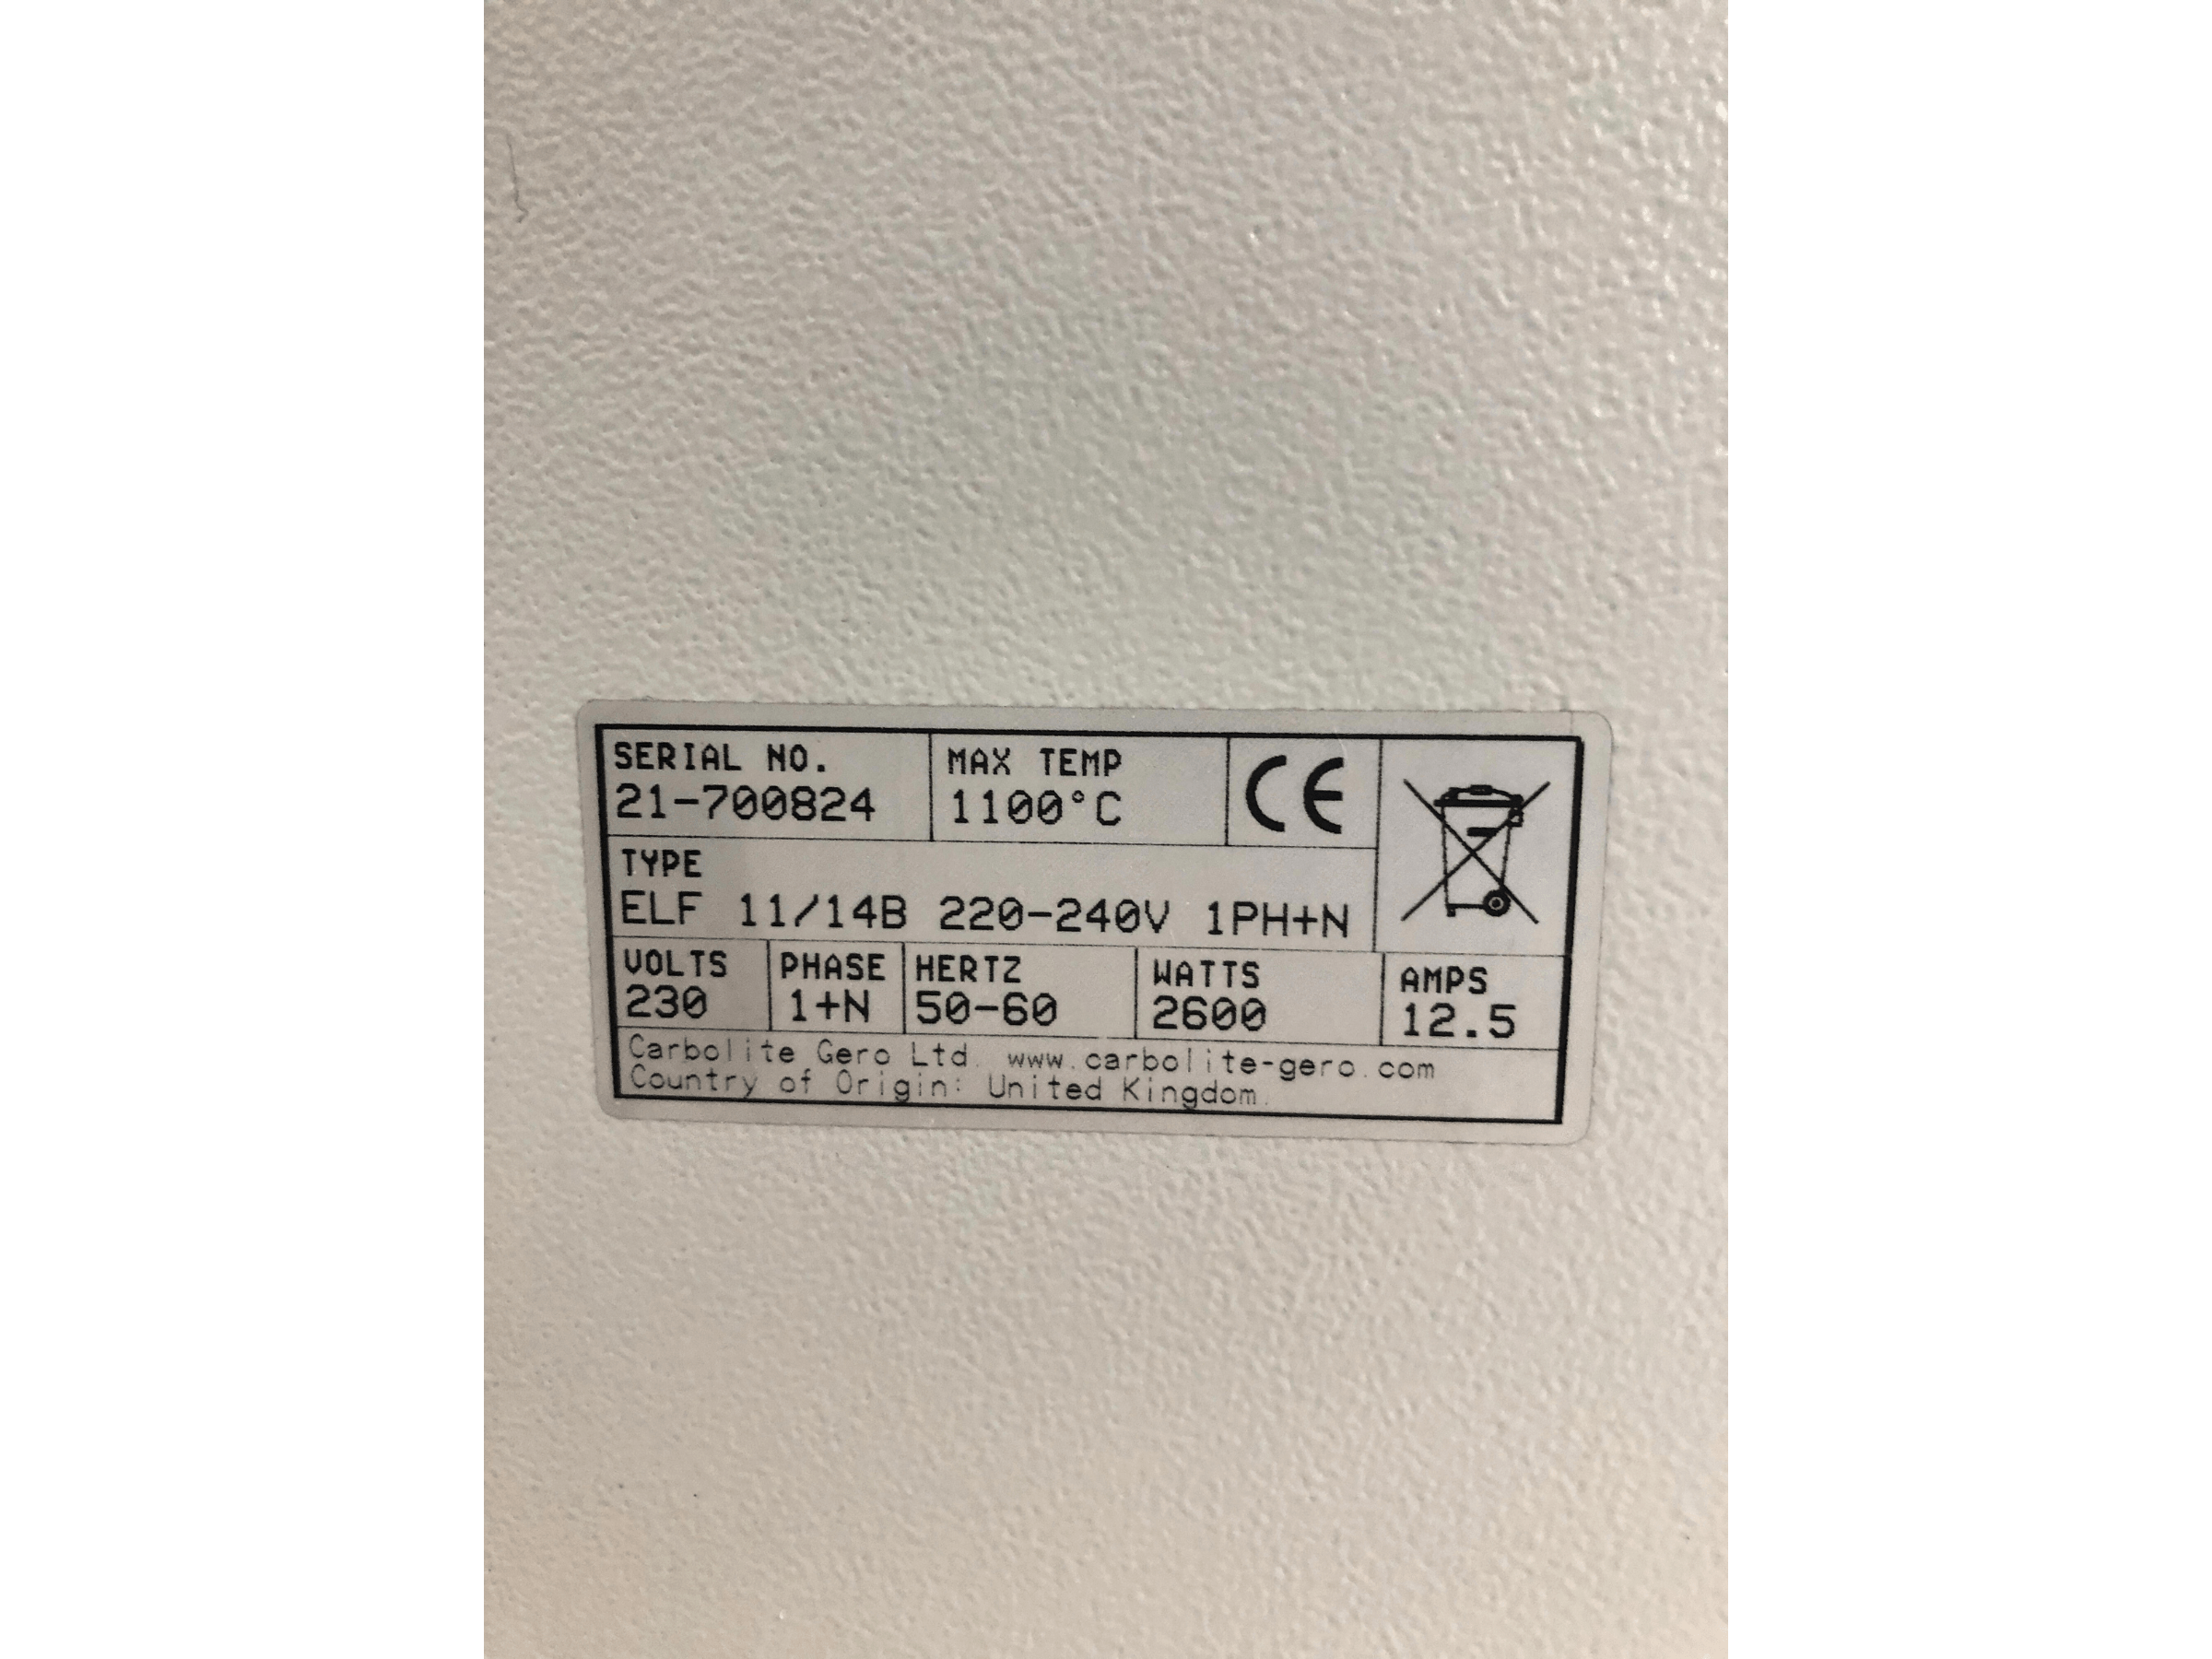 SERIAL NO. MAX TEMP CE
21-700824 1100°C
TYPE
ELF 11/14B 220-240V 1PH+N
VOLTS PHASE HERTZ WATTS AMPS
230 1+N 50-60 2600 12.5
Carbolite Gero Ltd. www.carbolite-gero.com
Country of Origin: United Kingdom.